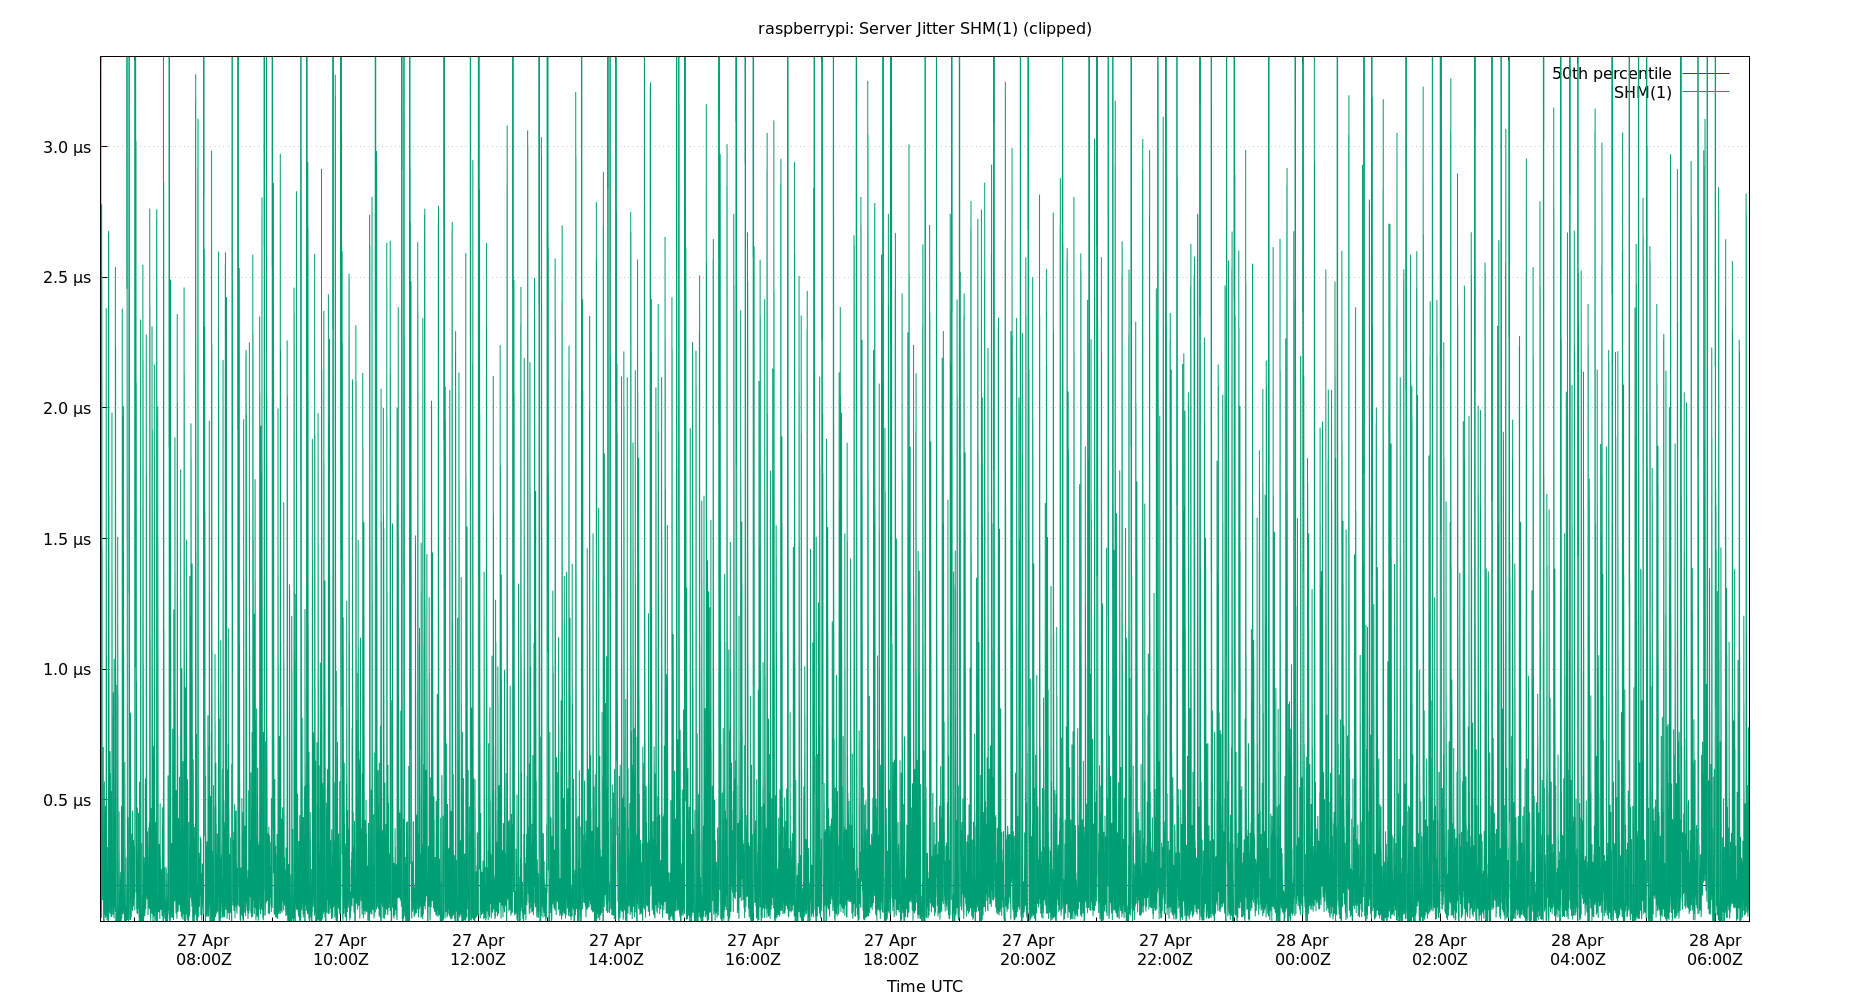 raspberrypi: Server Jitter SHM(1) (clipped)
50th percentile
SHM(1)
3.0 µs
2.5 µs
2.0 µs
1.5 µs
1.0 µs
0.5 µs
27 Apr 27 Apr 27 Apr 27 Apr 27 Apr 27 Apr 27 Apr 27 Apr 28 Apr 28 Apr 28 Apr 28 Apr
08:00Z 10:00Z 12:00Z 14:00Z 16:00Z 18:00Z 20:00Z 22:00Z 00:00Z 02:00Z 04:00Z 06:00Z
Time UTC